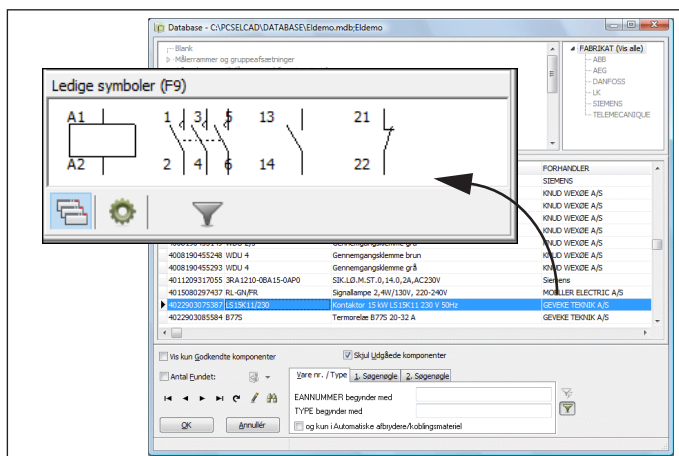 Database - C:\PCSELCAD\DATABASE\Eldemo.mdb;Eldemo
Blank
Målerrammer og gruppeafsætninger
FABRIKAT (Vis alle)
ABB
AEG
DANFOSS
LK
SIEMENS
TELEMECANIQUE
Ledige symboler (F9)
A1 1 3 5 13 21
A2 2 4 6 14 22
FORHANDLER
SIEMENS
KNUD WEXØE A/S
KNUD WEXØE A/S
KNUD WEXØE A/S
KNUD WEXØE A/S
Gennemgangsklemme grå KNUD WEXØE A/S
4008190455248 WDU 4 Gennemgangsklemme brun KNUD WEXØE A/S
4008190455293 WDU 4 Gennemgangsklemme grå KNUD WEXØE A/S
4011209317055 3RA1210-0BA15-0AP0 SIK.LØ.M.ST.0,14.0,2A,AC230V Siemens
4015080297437 RL-GN/FR Signallampe 2,4W/130V, 220-240V MOELLER ELECTRIC A/S
4022903075387 LS15K11/230 Kontaktor 15 kW LS15K11 230 V 50Hz GEVEKE TEKNIK A/S
4022903085584 B77S Termorelæ B77S 20-32 A GEVEKE TEKNIK A/S
Vis kun Godkendte komponenter
Skjul Udgåede komponenter
Antal Fundet:
Vare nr. / Type 1. Søgenøgle 2. Søgenøgle
EANNUMMER begynder med
TYPE begynder med
OK Annullér
og kun i Automatiske afbrydere/koblingsmateriel